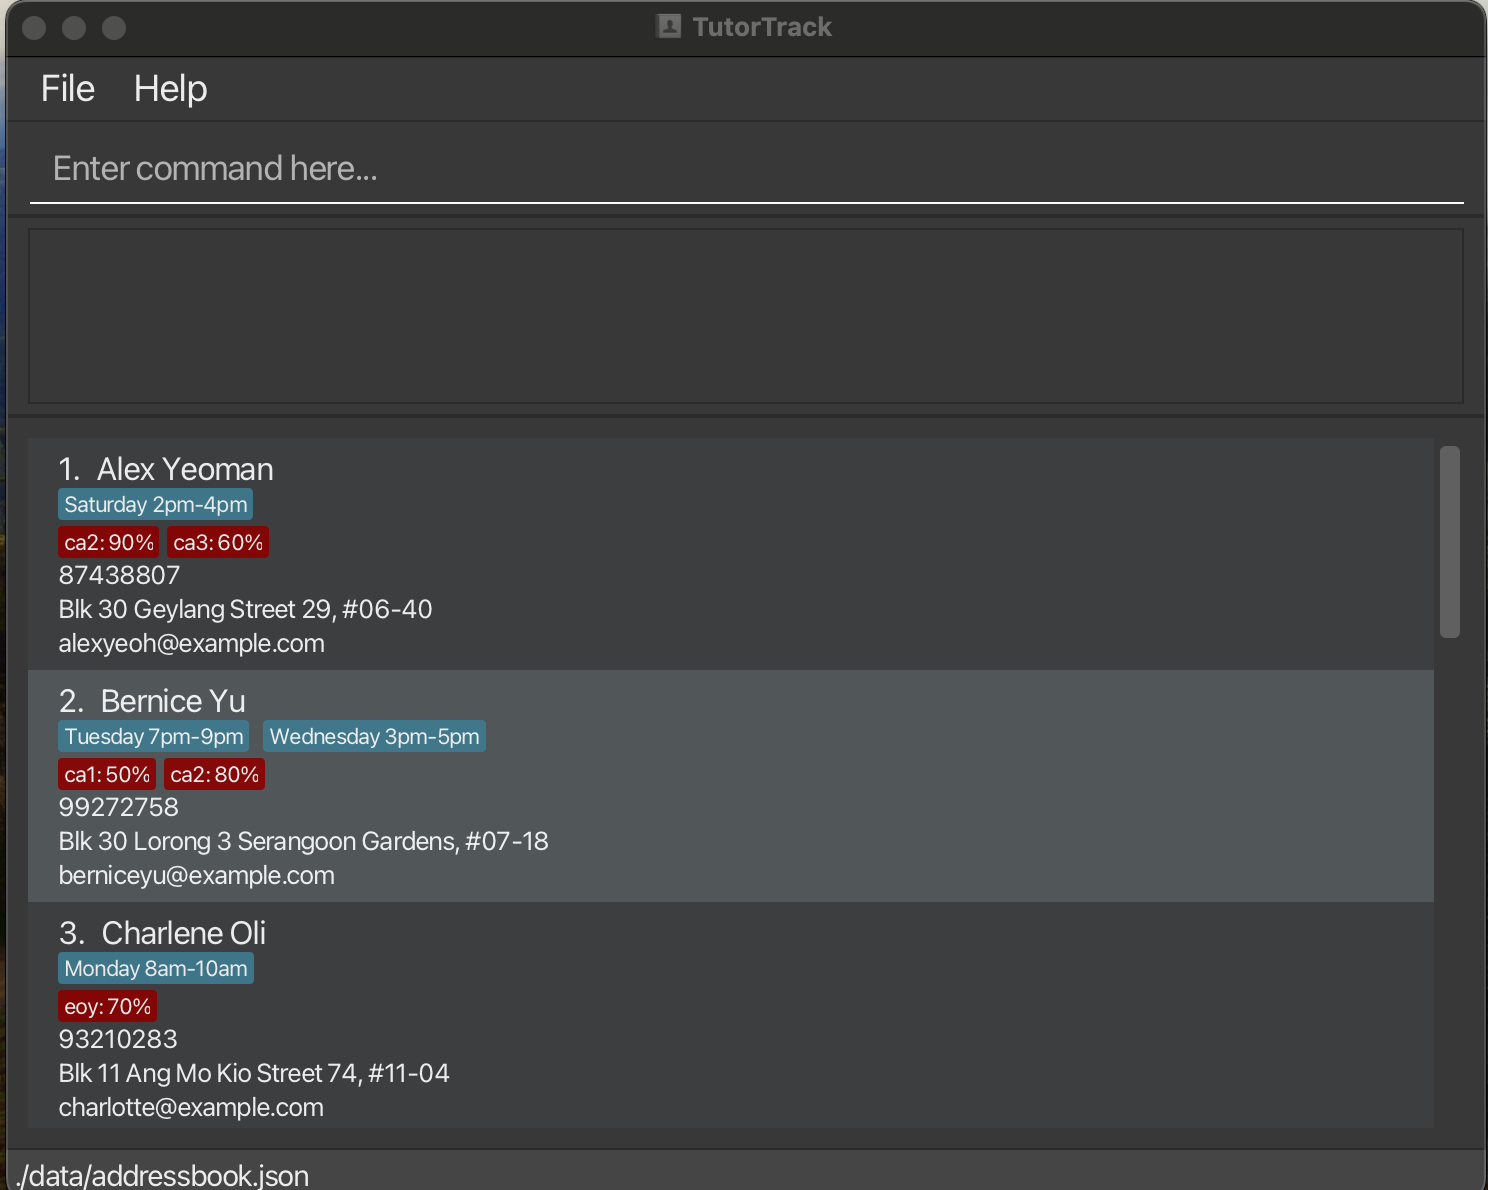 TutorTrack
File Help
Enter command here...
1. Alex Yeoman
Saturday 2pm-4pm
ca2: 90% ca3: 60%
87438807
Blk 30 Geylang Street 29, #06-40
alexyeoh@example.com
2. Bernice Yu
Tuesday 7pm-9pm Wednesday 3pm-5pm
ca1: 50% ca2: 80%
99272758
Blk 30 Lorong 3 Serangoon Gardens, #07-18
berniceyu@example.com
3. Charlene Oli
Monday 8am-10am
eoy: 70%
93210283
Blk 11 Ang Mo Kio Street 74, #11-04
charlotte@example.com
./data/addressbook.json